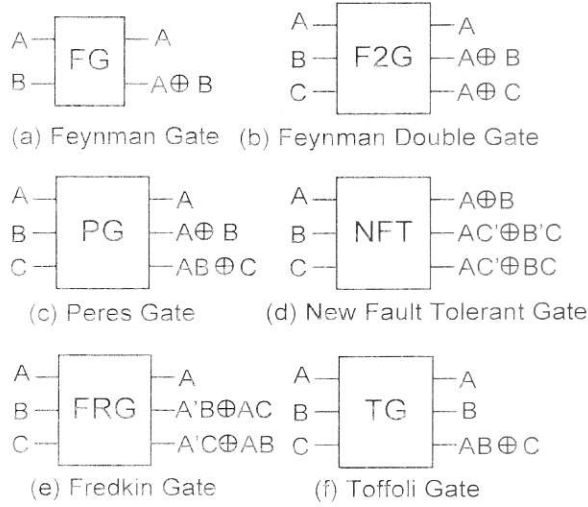 A FG A
B A⊕ B
(a) Feynman Gate
A F2G A
B A⊕ B
C A⊕ C
(b) Feynman Double Gate
A PG A
B A⊕ B
C AB⊕C
(c) Peres Gate
A NFT A⊕B
B AC'⊕B'C
C AC'⊕BC
(d) New Fault Tolerant Gate
A FRG A
B A'B⊕AC
C A'C⊕AB
(e) Fredkin Gate
A TG A
B B
C AB⊕C
(f) Toffoli Gate